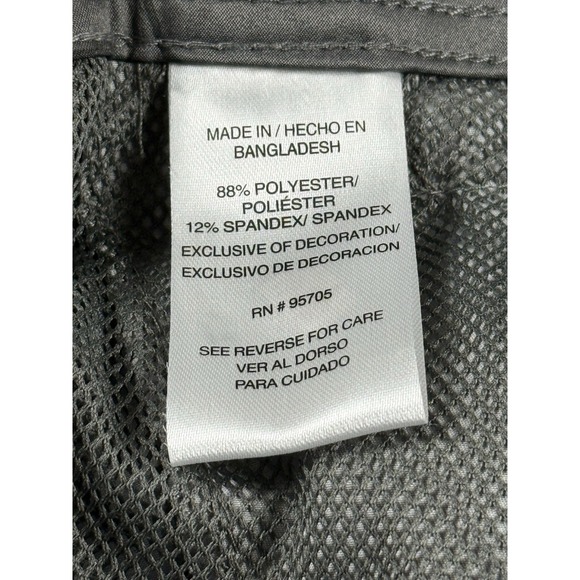 MADE IN / HECHO EN
BANGLADESH
88% POLYESTER/
POLIÉSTER
12% SPANDEX/ SPANDEX
EXCLUSIVE OF DECORATION/
EXCLUSIVO DE DECORACION
RN # 95705
SEE REVERSE FOR CARE
VER AL DORSO
PARA CUIDADO